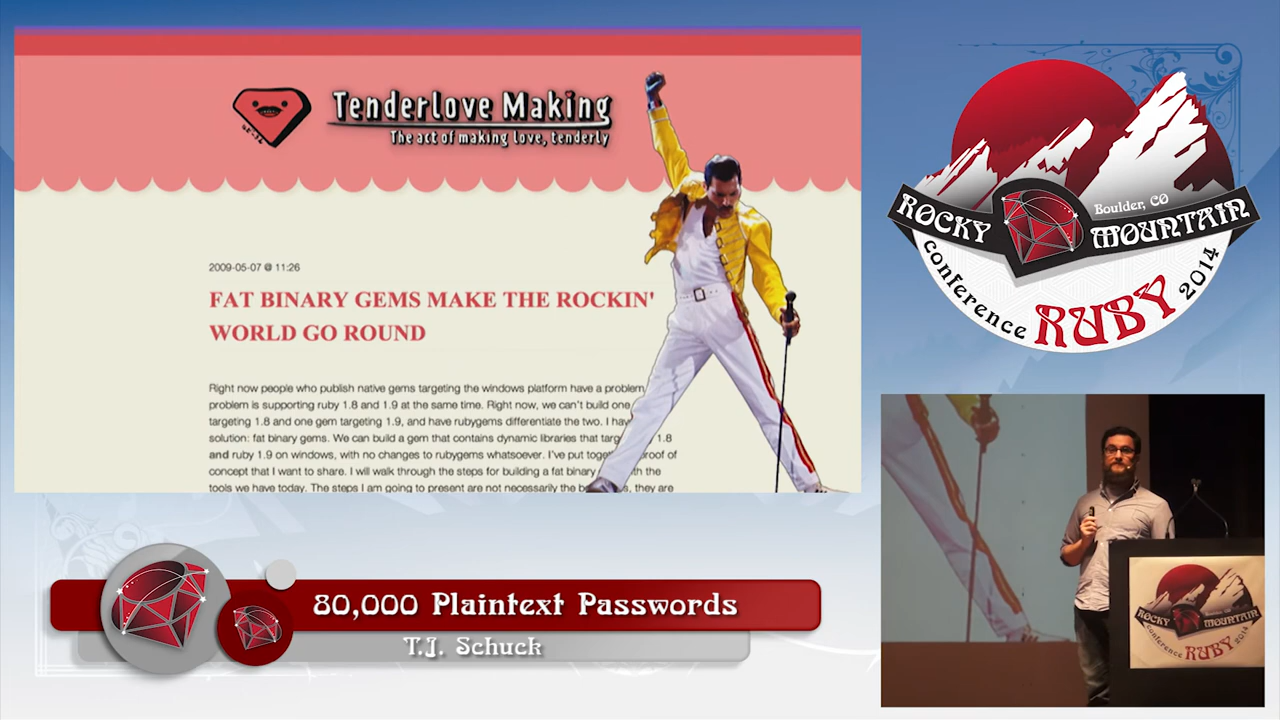 Tenderlove Making
The act of making love, tenderly
2009-05-07 @ 11:26
FAT BINARY GEMS MAKE THE ROCKIN'
WORLD GO ROUND
Right now people who publish native gems targeting the windows platform have a problem
problem is supporting ruby 1.8 and 1.9 at the same time. Right now, we can't build one
targeting 1.8 and one gem targeting 1.9, and have rubygems differentiate the two. I hav
solution: fat binary gems. We can build a gem that contains dynamic libraries that targ 1.8
and ruby 1.9 on windows, with no changes to rubygems whatsoever. I've put toget roof of
concept that I want to share. I will walk through the steps for building a fat binary th the
tools we have today. The steps I am going to present are not necessarily the be s, they are
Boulder, CO
ROCKY MOUNTAIN
conference RUBY 2014
80,000 Plaintext Passwords
T.J. Schuck
ROCKY MOUNTAIN
conference RUBY 2014